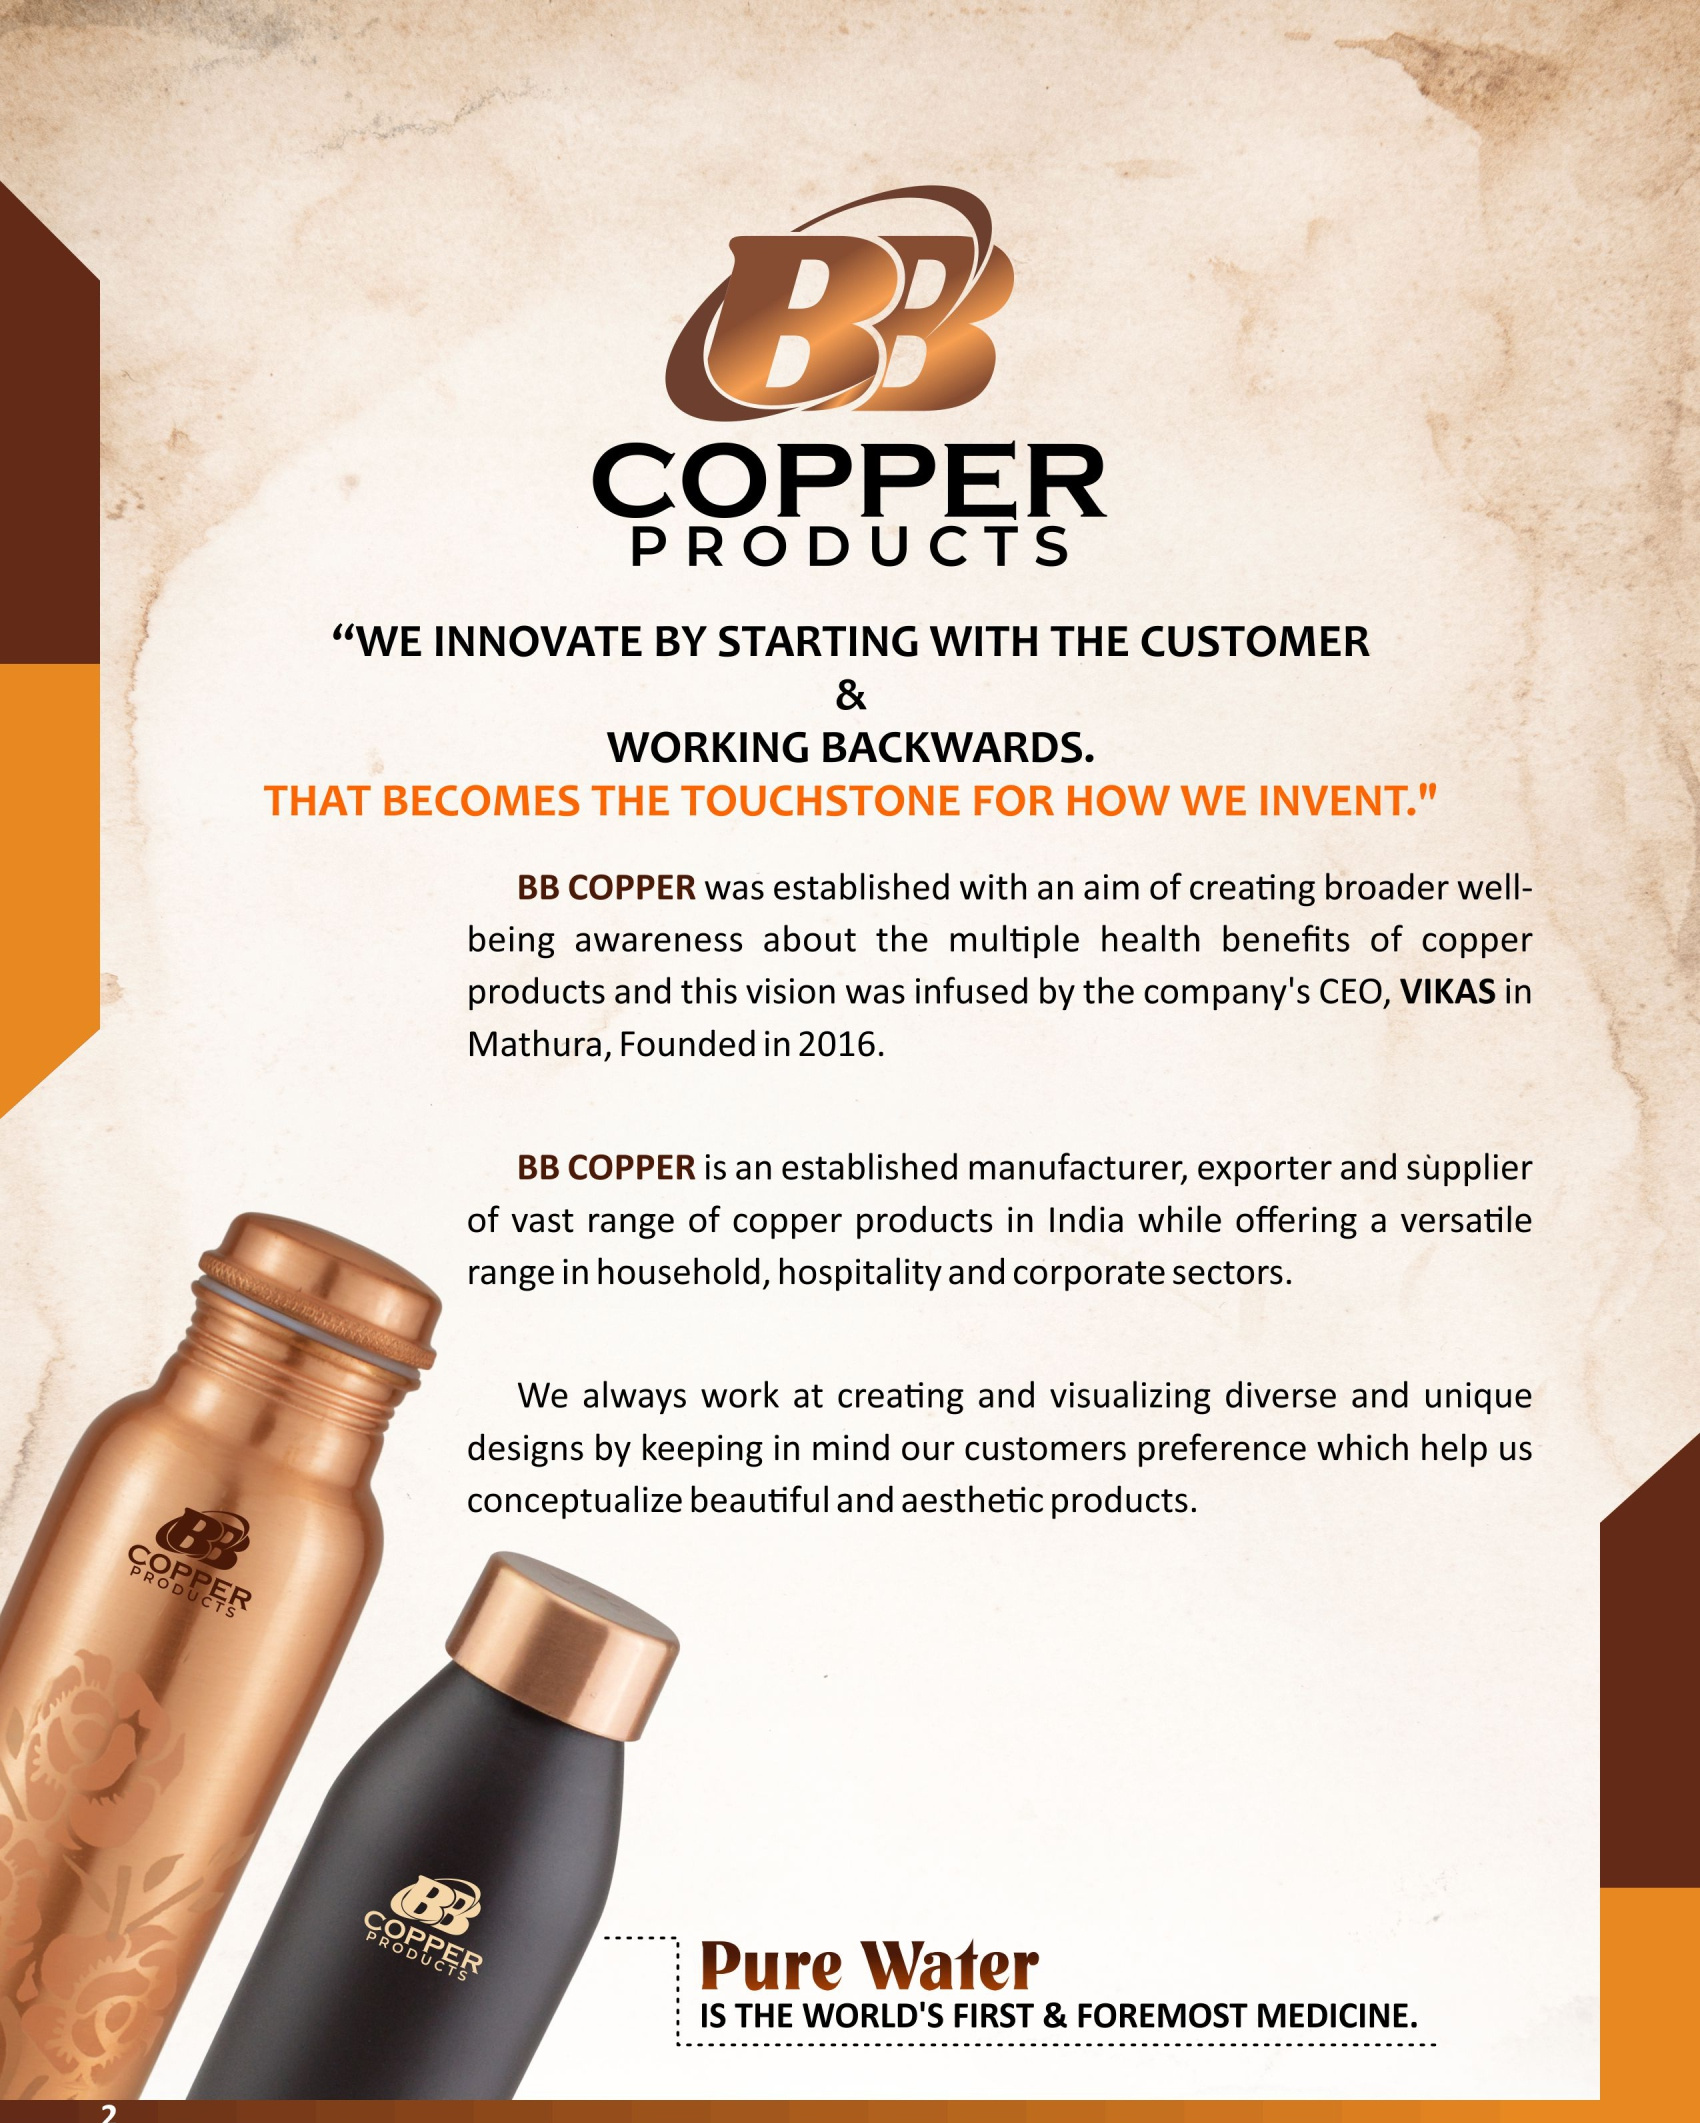 BB
COPPER
PRODUCTS
“WE INNOVATE BY STARTING WITH THE CUSTOMER
&
WORKING BACKWARDS.
THAT BECOMES THE TOUCHSTONE FOR HOW WE INVENT."
BB COPPER was established with an aim of creating broader well-
being awareness about the multiple health benefits of copper
products and this vision was infused by the company's CEO, VIKAS in
Mathura, Founded in 2016.
BB COPPER is an established manufacturer, exporter and sùpplier
of vast range of copper products in India while offering a versatile
range in household, hospitality and corporate sectors.
We always work at creating and visualizing diverse and unique
designs by keeping in mind our customers preference which help us
conceptualize beautiful and aesthetic products.
BB
COPPER
PRODUCTS
BB
COPPER
PRODUCTS
Pure Water
IS THE WORLD'S FIRST & FOREMOST MEDICINE.
2